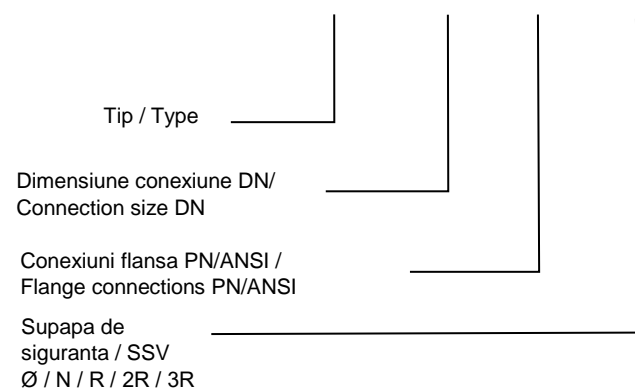 Tip / Type
Dimensiune conexiune DN/
Connection size DN
Conexiuni flansa PN/ANSI /
Flange connections PN/ANSI
Supapa de
siguranta / SSV
Ø / N / R / 2R / 3R